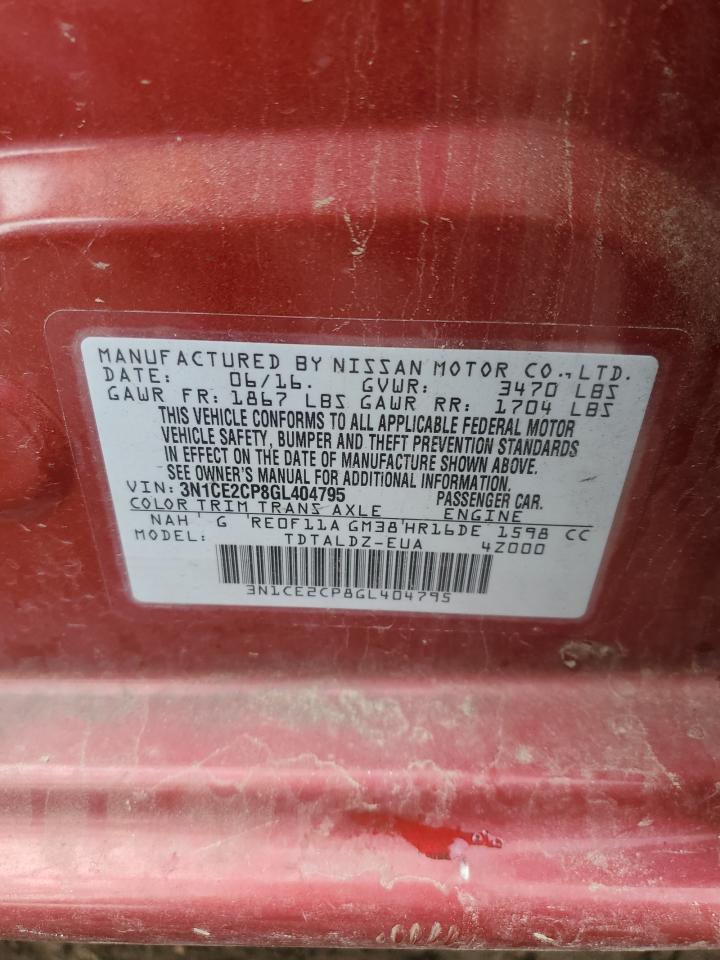 MANUFACTURED BY NISSAN MOTOR CO., LTD.
DATE: 06/16. GVWR: 3470 LBS
GAWR FR: 1867 LBS GAWR RR: 1704 LBS
THIS VEHICLE CONFORMS TO ALL APPLICABLE FEDERAL MOTOR
VEHICLE SAFETY, BUMPER AND THEFT PREVENTION STANDARDS
IN EFFECT ON THE DATE OF MANUFACTURE SHOWN ABOVE.
SEE OWNER'S MANUAL FOR ADDITIONAL INFORMATION.
VIN: 3N1CE2CP8GL404795 PASSENGER CAR.
COLOR TRIM TRANS AXLE ENGINE
NAH G RE0F11A GM38 HR16DE 1598 CC
MODEL: TDTALDZ-EUA 4Z000
3N1CE2CP8GL404795